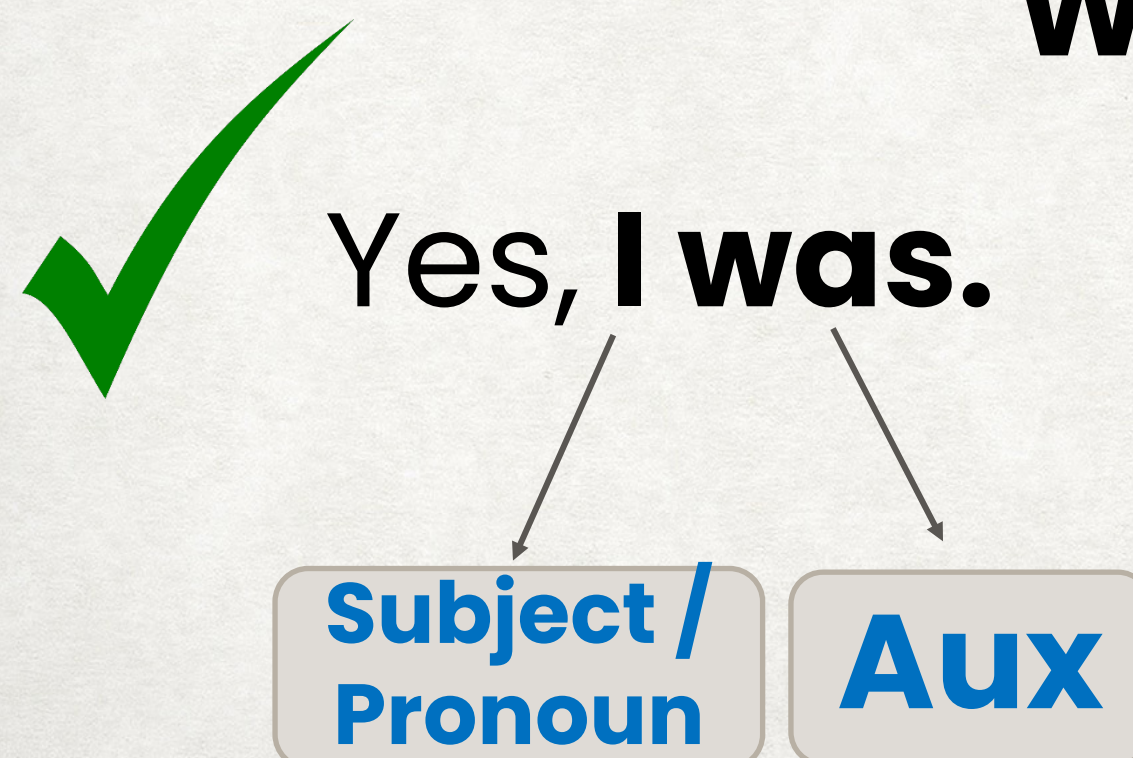 Yes, I was.
Subject /
Pronoun
Aux